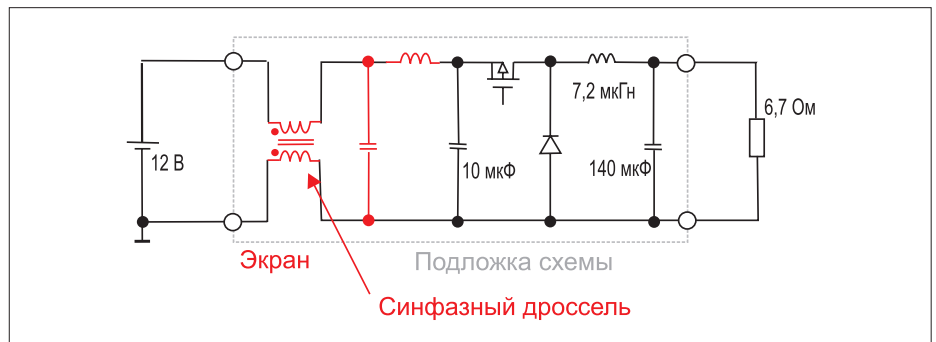 7,2 мкГн
6,7 Ом
12 В
10 мкФ
140 мкФ
Экран
Подложка схемы
Синфазный дроссель